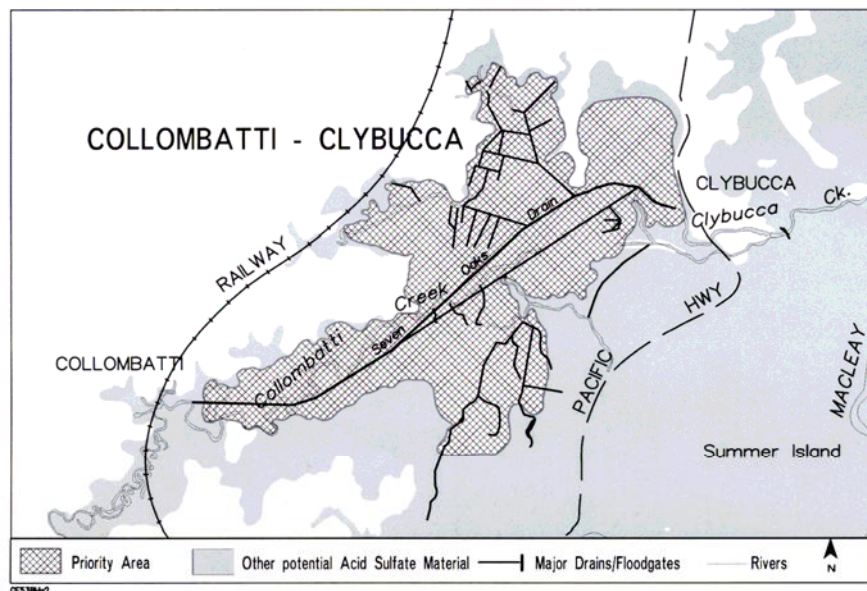 COLLOMBATTI - CLYBUCCA
RAILWAY
COLLOMBATTI
Collombatti Creek
Seven Oaks Drain
CLYBUCCA
Clybucca Ck.
PACIFIC HWY
MACLEAY
Summer Island
Priority Area
Other potential Acid Sulfate Material
Major Drains/Floodgates
Rivers
N